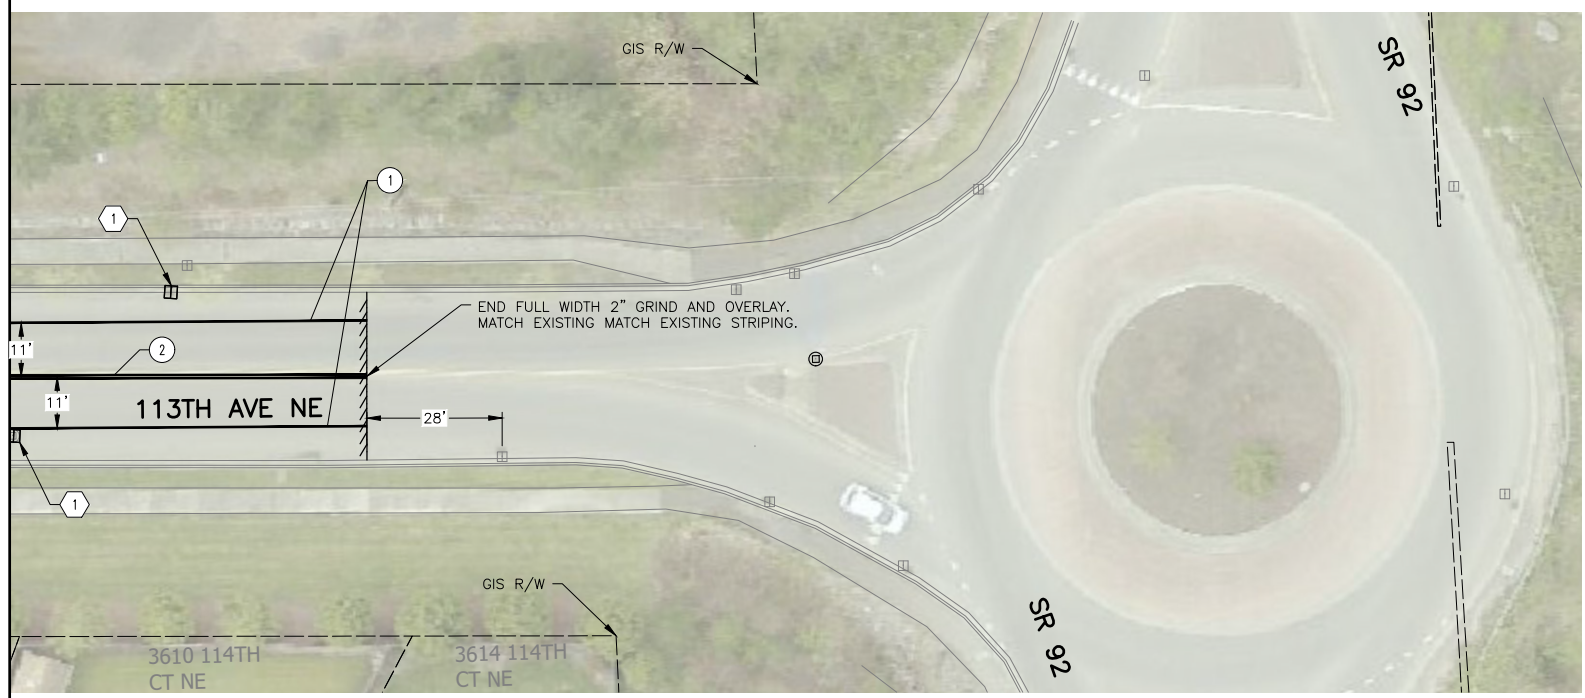 GIS R/W
SR 92
1
1
END FULL WIDTH 2" GRIND AND OVERLAY.
MATCH EXISTING MATCH EXISTING STRIPING.
11'
2
11'
113TH AVE NE
28'
1
GIS R/W
SR 92
3610 114TH
CT NE
3614 114TH
CT NE